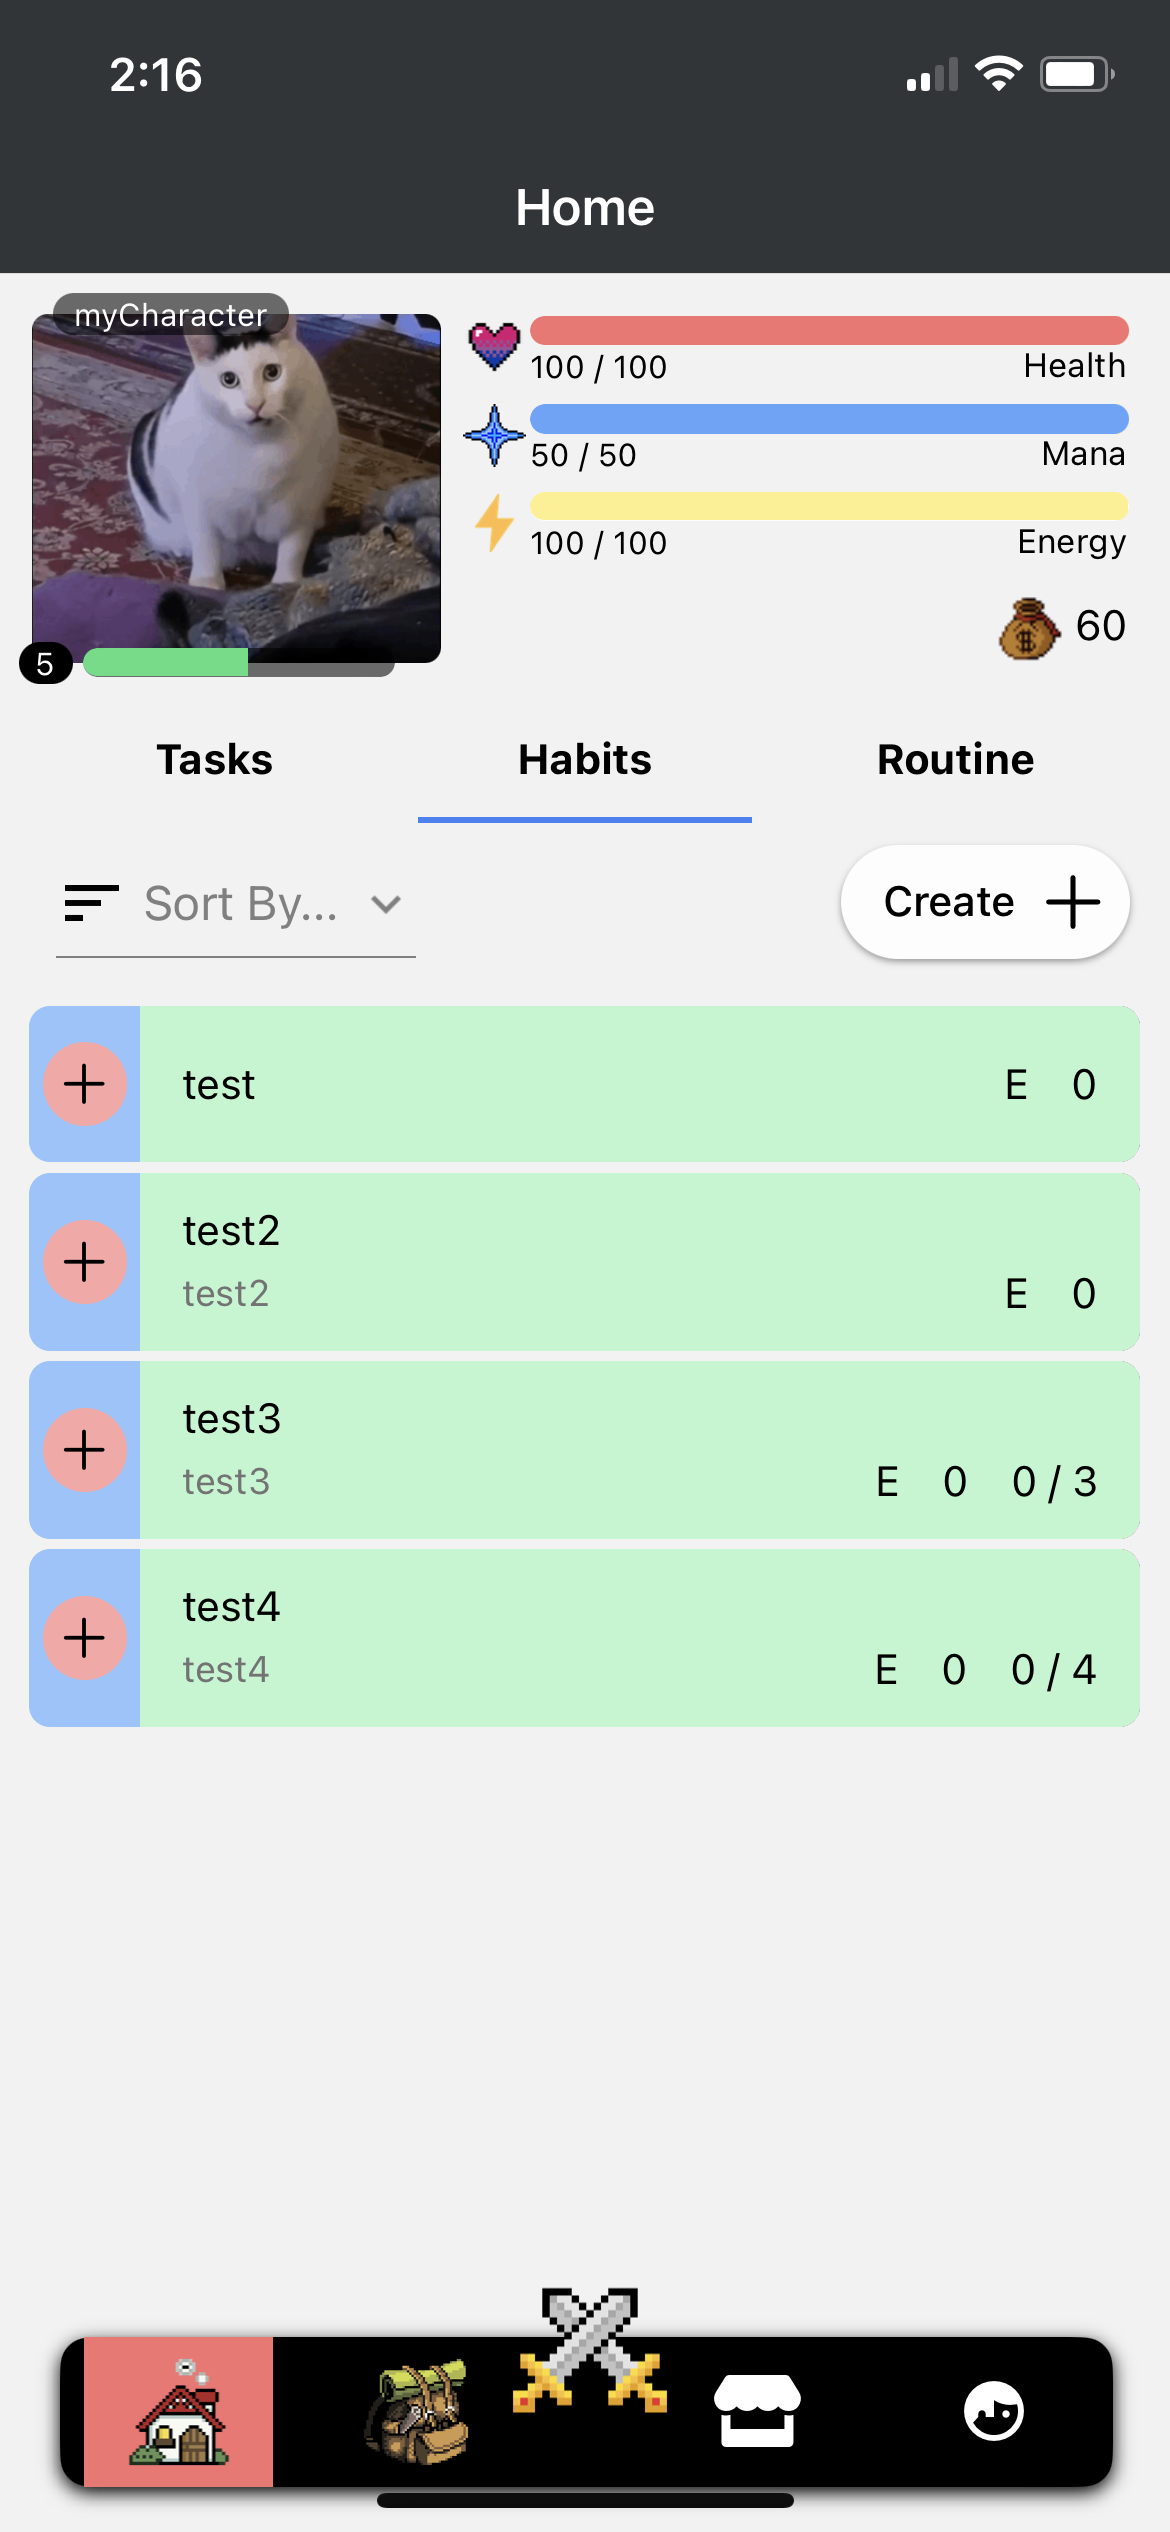 2:16
Home
myCharacter
100 / 100 Health
50 / 50 Mana
100 / 100 Energy
60
5
Tasks Habits Routine
Sort By... Create
test E 0
test2
test2 E 0
test3
test3 E 0 0 / 3
test4
test4 E 0 0 / 4